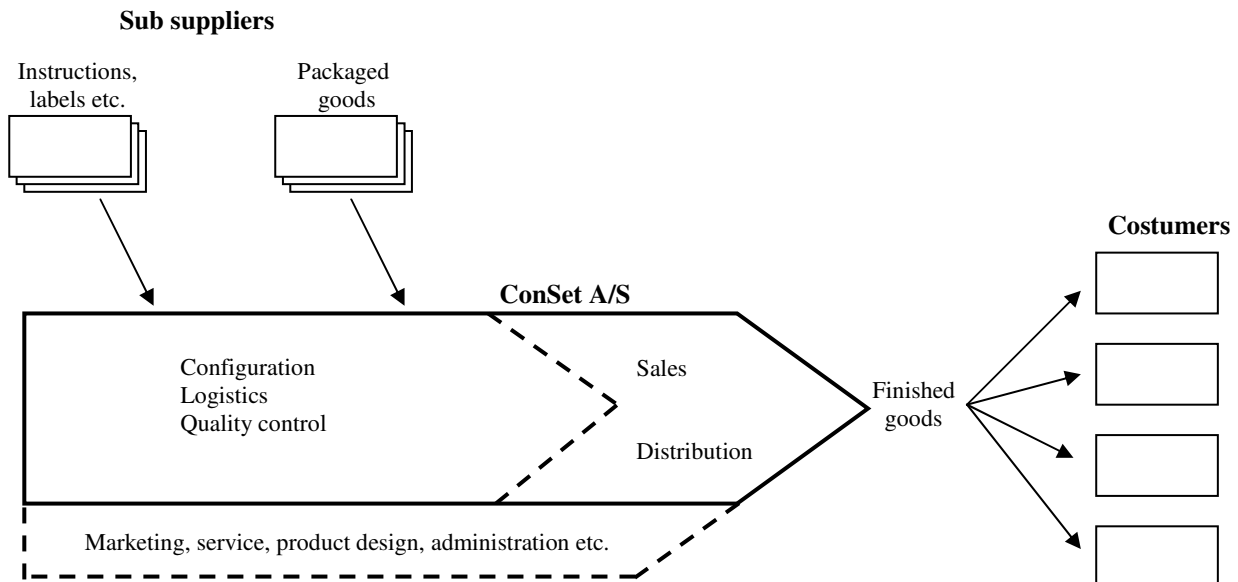 Sub suppliers
Instructions,
labels etc.
Packaged
goods
Costumers
ConSet A/S
Configuration
Logistics
Quality control
Sales
Distribution
Finished
goods
Marketing, service, product design, administration etc.